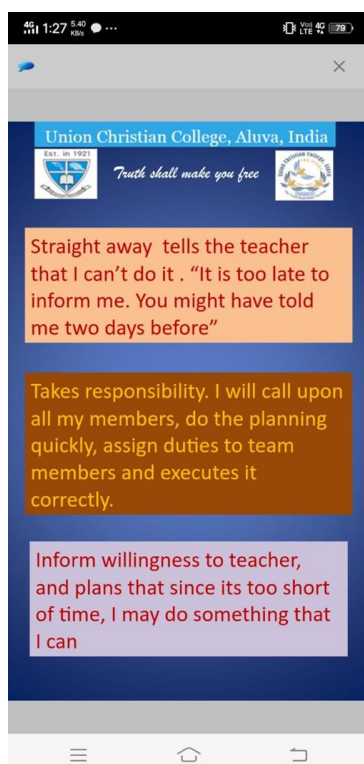 4G 1:27 5.40 KB/s ...
Voll LTE 4G 79
Union Christian College, Aluva, India
Est. in 1921
Truth shall make you free
Straight away tells the teacher
that I can't do it . “It is too late to
inform me. You might have told
me two days before”
Takes responsibility. I will call upon
all my members, do the planning
quickly, assign duties to team
members and executes it
correctly.
Inform willingness to teacher,
and plans that since its too short
of time, I may do something that
I can